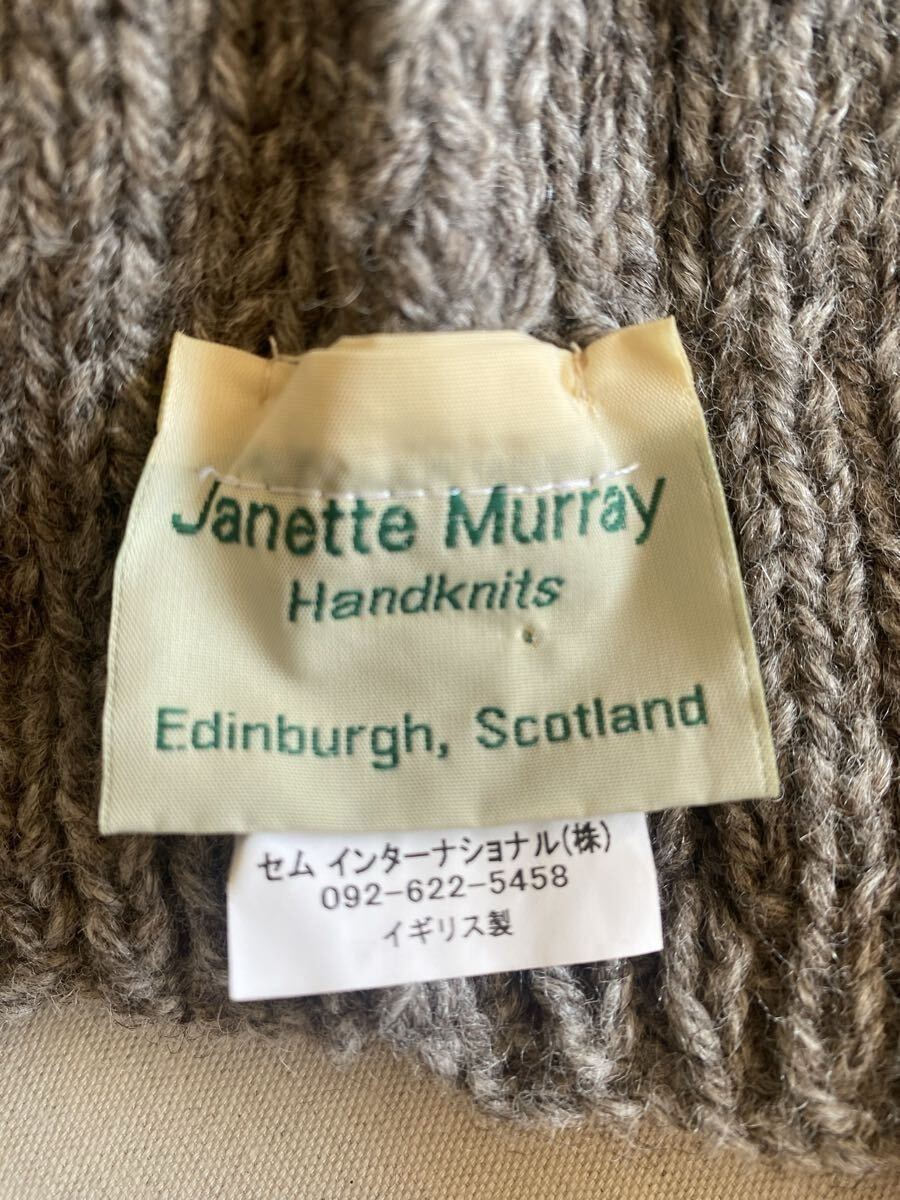 Janette Murray
Handknits
Edinburgh, Scotland
セム インターナショナル(株)
092-622-5458
イギリス製